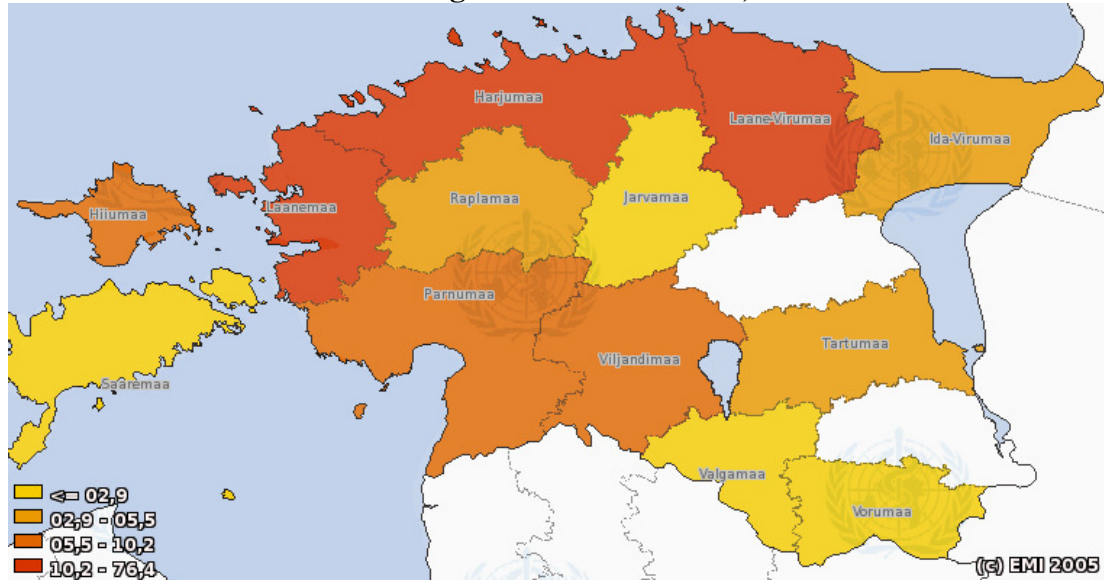 Harjumaa
Laane-Virumaa
Ida-Virumaa
Hiiumaa
Laanemaa
Raplamaa
Jarvamaa
Parnumaa
Viljandimaa
Tartumaa
Saaremaa
Valgamaa
Vorumaa
<= 02,9
02,9 - 05,5
05,5 - 10,2
10,2 - 76,4
(c) EMI 2005